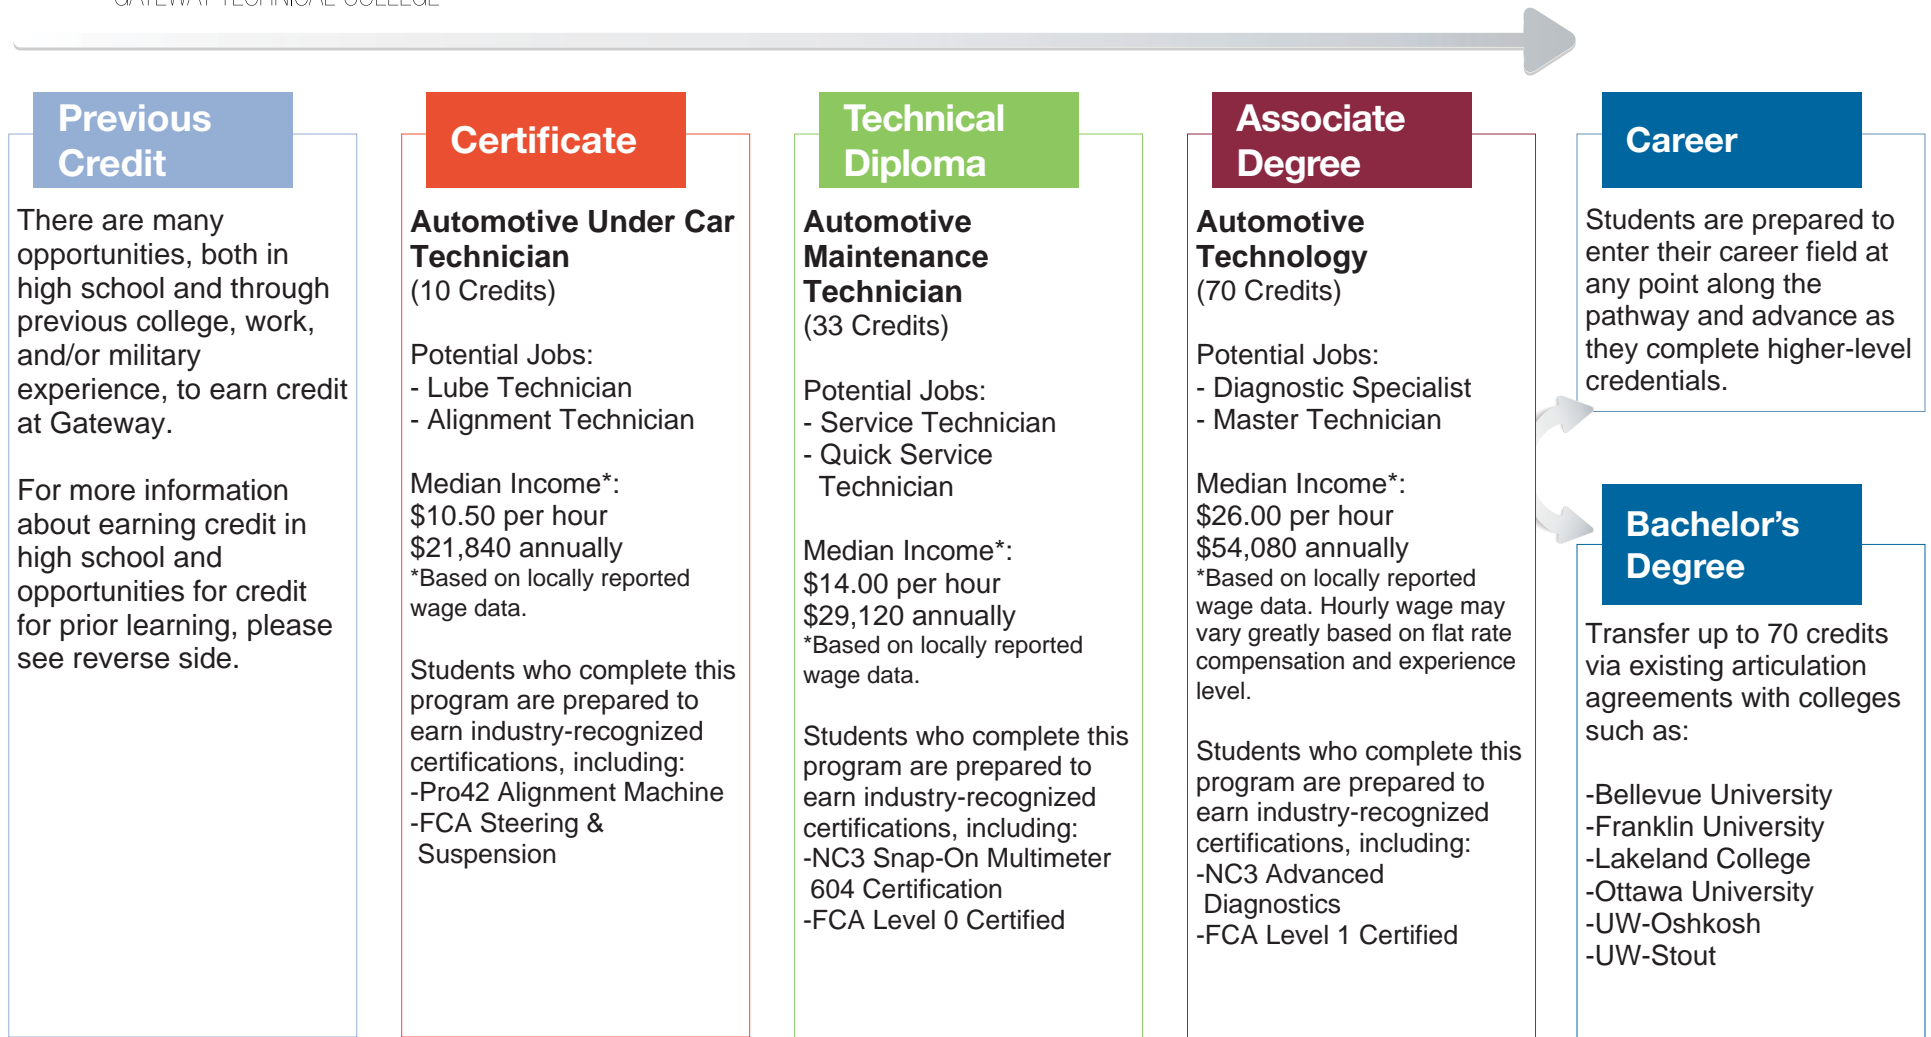 GATEWAY TECHNICAL COLLEGE
Previous
Credit
There are many
opportunities, both in
high school and through
previous college, work,
and/or military
experience, to earn credit
at Gateway.
For more information
about earning credit in
high school and
opportunities for credit
for prior learning, please
see reverse side.
Certificate
Automotive Under Car
Technician
(10 Credits)
Potential Jobs:
- Lube Technician
- Alignment Technician
Median Income*:
$10.50 per hour
$21,840 annually
*Based on locally reported
wage data.
Students who complete this
program are prepared to
earn industry-recognized
certifications, including:
-Pro42 Alignment Machine
-FCA Steering &
Suspension
Technical
Diploma
Automotive
Maintenance
Technician
(33 Credits)
Potential Jobs:
- Service Technician
- Quick Service
Technician
Median Income*:
$14.00 per hour
$29,120 annually
*Based on locally reported
wage data.
Students who complete this
program are prepared to
earn industry-recognized
certifications, including:
-NC3 Snap-On Multimeter
604 Certification
-FCA Level 0 Certified
Associate
Degree
Automotive
Technology
(70 Credits)
Potential Jobs:
- Diagnostic Specialist
- Master Technician
Median Income*:
$26.00 per hour
$54,080 annually
*Based on locally reported
wage data. Hourly wage may
vary greatly based on flat rate
compensation and experience
level.
Students who complete this
program are prepared to
earn industry-recognized
certifications, including:
-NC3 Advanced
Diagnostics
-FCA Level 1 Certified
Career
Students are prepared to
enter their career field at
any point along the
pathway and advance as
they complete higher-level
credentials.
Bachelor’s
Degree
Transfer up to 70 credits
via existing articulation
agreements with colleges
such as:
-Bellevue University
-Franklin University
-Lakeland College
-Ottawa University
-UW-Oshkosh
-UW-Stout